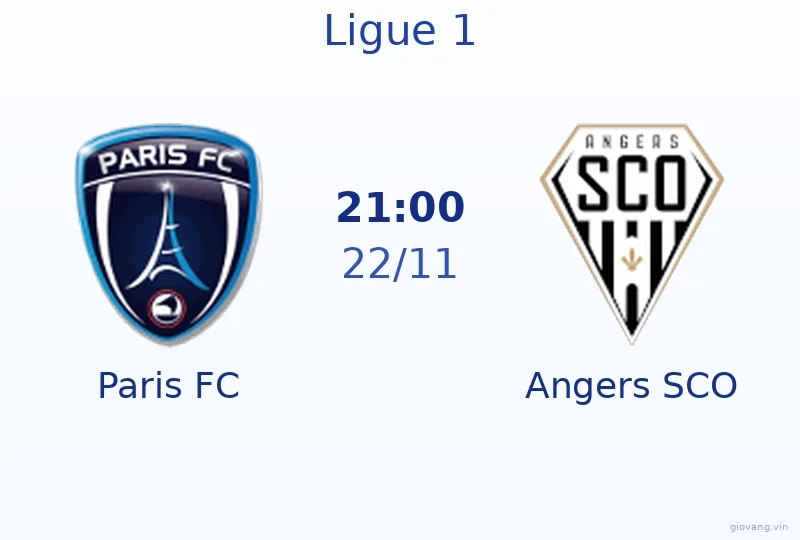 Ligue 1
PARIS FC
ANGERS
SCO
21:00
22/11
Paris FC
Angers SCO
giovang.vin